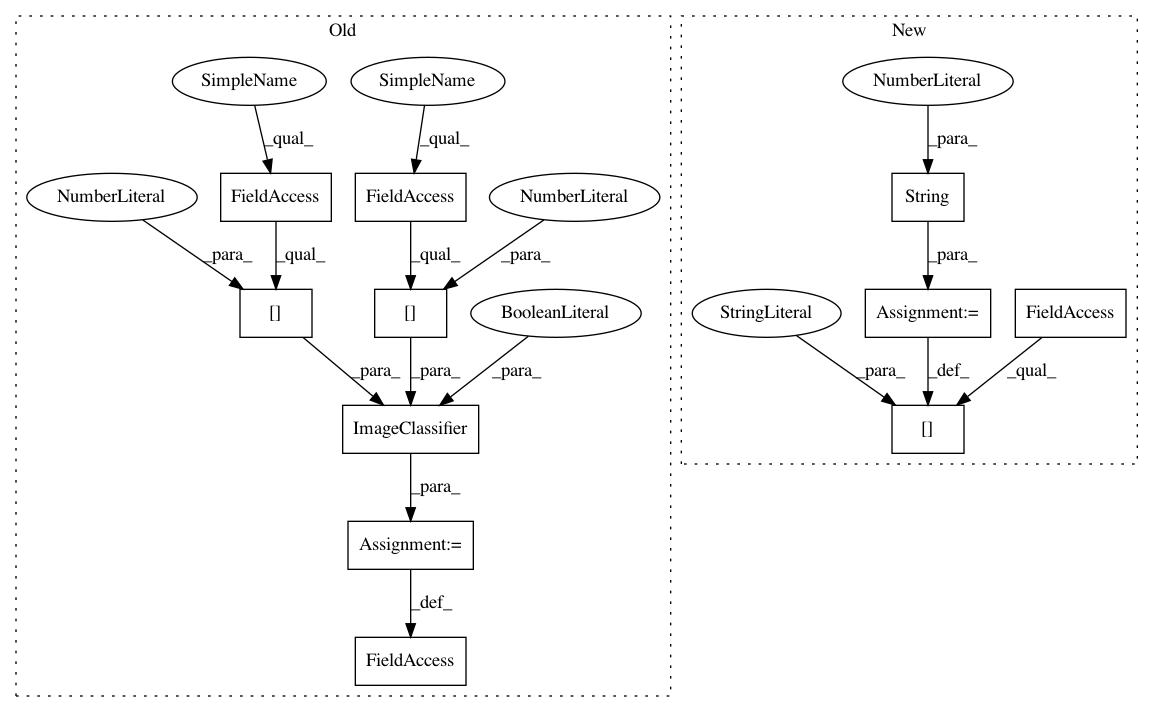 Old
New
SimpleName
SimpleName
NumberLiteral
_qual_
_qual_
_para_
NumberLiteral
FieldAccess
FieldAccess
NumberLiteral
String
_para_
_qual_
_qual_
_para_
_para_
[]
[]
BooleanLiteral
StringLiteral
Assignment:=
FieldAccess
_para_
_para_
_para_
_para_
_def_
_qual_
ImageClassifier
[]
_para_
Assignment:=
_def_
FieldAccess